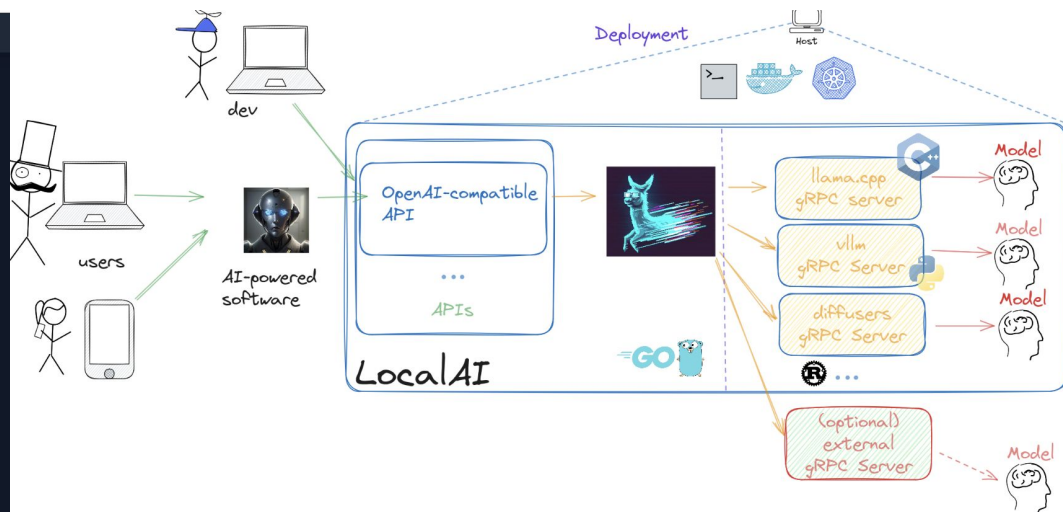 Deployment
Host
>_
dev
users
AI-powered
software
OpenAI-compatible
API
...
APIs
LocalAI
GO
C++
llama.cpp
gRPC server
vllm
gRPC Server
diffusers
gRPC Server
R
...
(optional)
external
gRPC Server
Model
Model
Model
Model